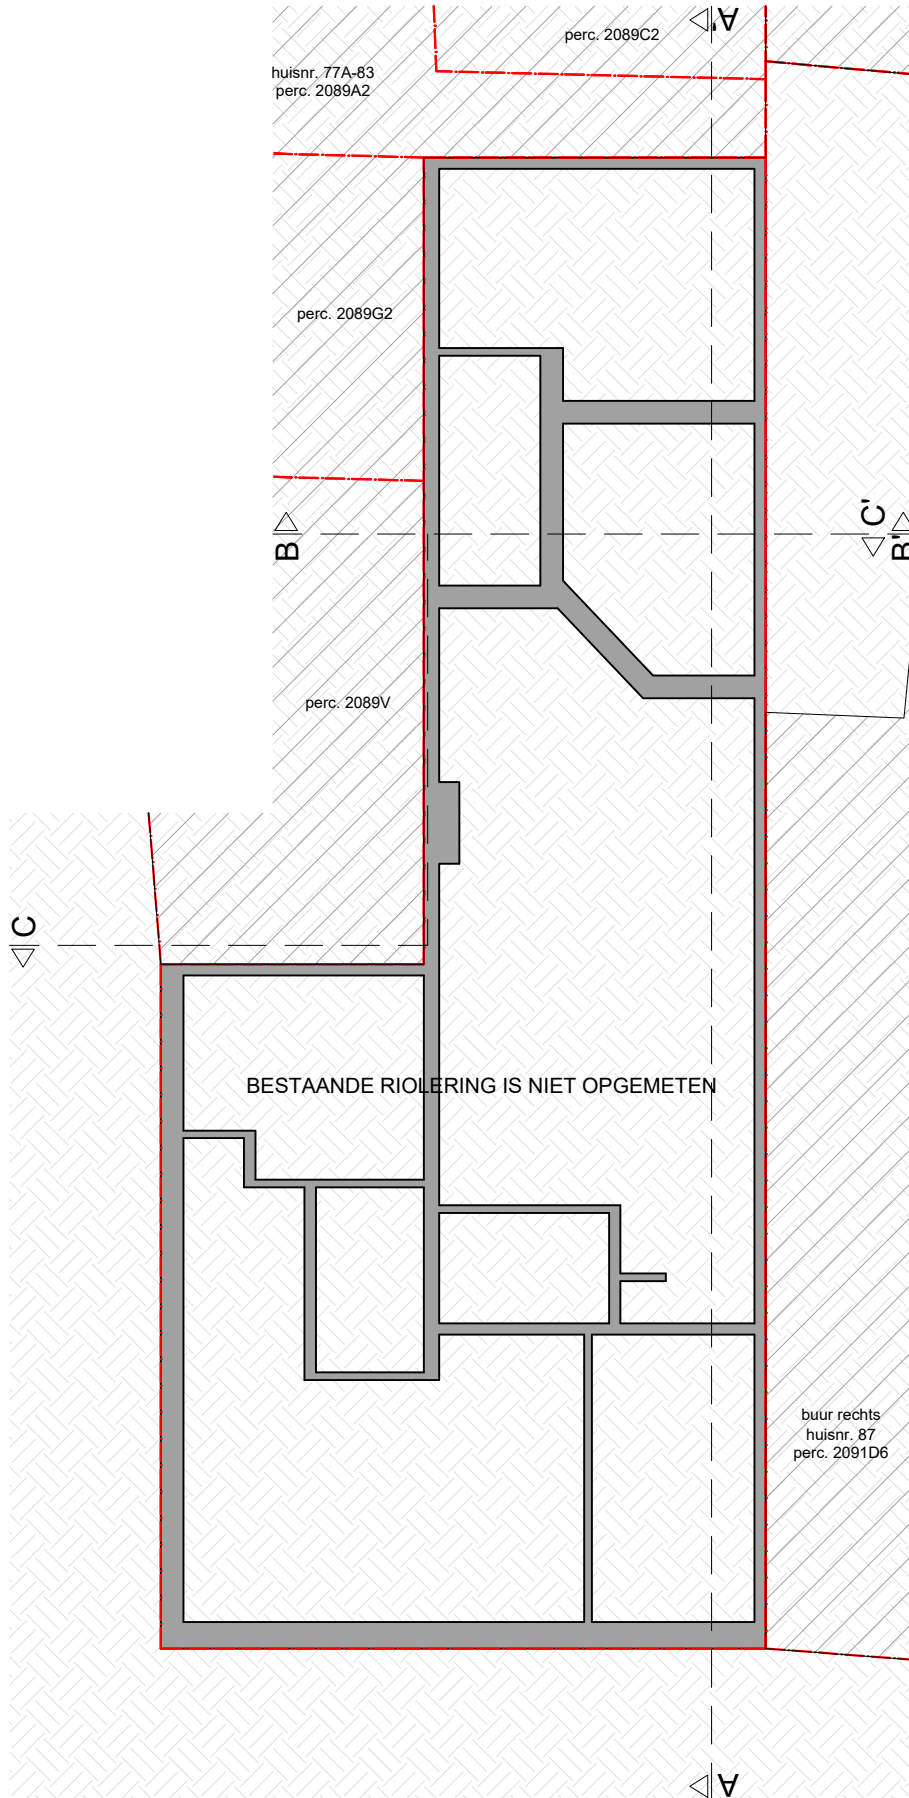 A'
perc. 2089C2
huisnr. 77A-83
perc. 2089A2
perc. 2089G2
B
C'
B'
perc. 2089V
C
BESTAANDE RIOLERING IS NIET OPGEMETEN
buur rechts
huisnr. 87
perc. 2091D6
A